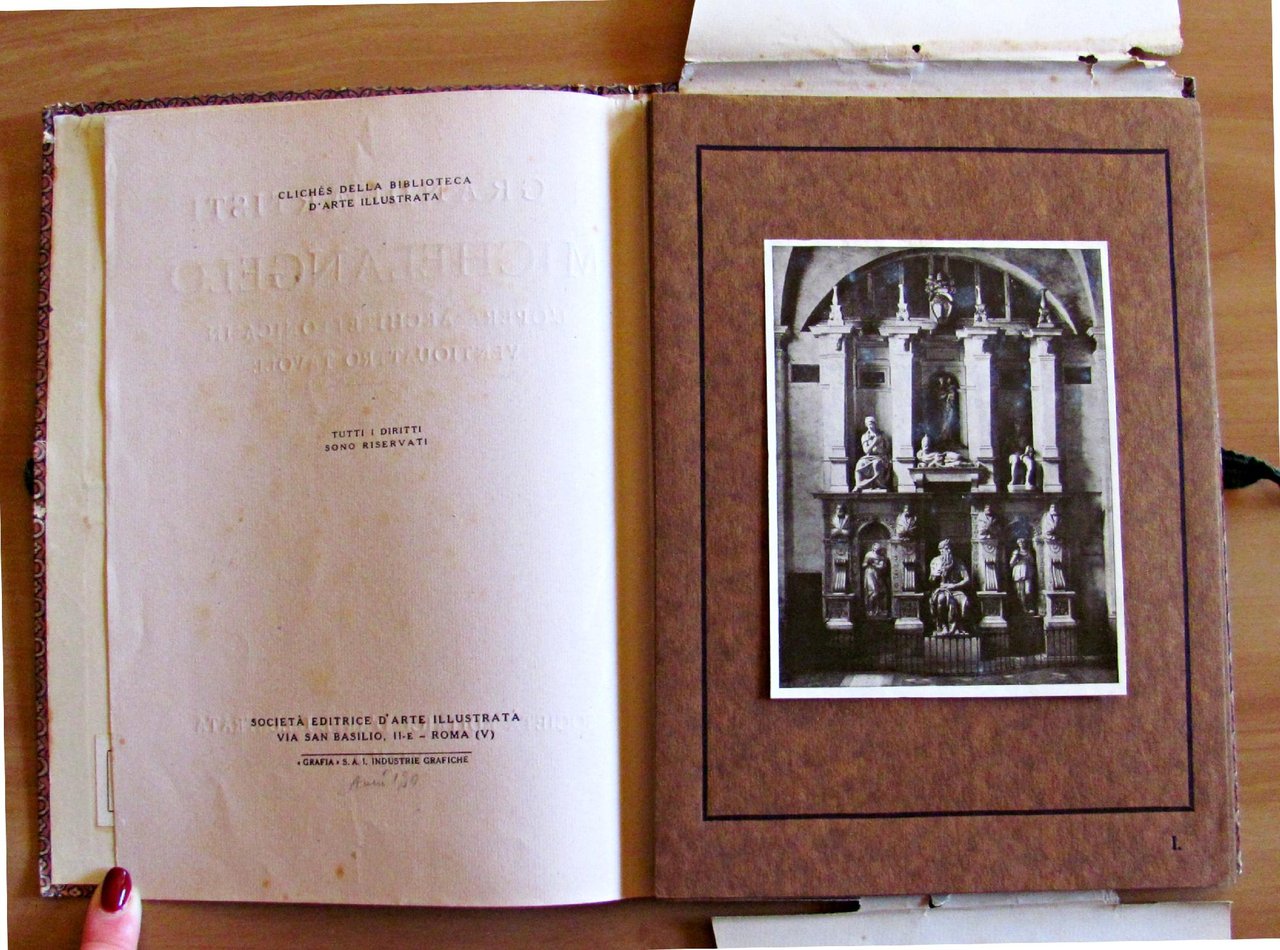 CLICHÉS DELLA BIBLIOTECA
D'ARTE ILLUSTRATA
TUTTI I DIRITTI
SONO RISERVATI
SOCIETÀ EDITRICE D'ARTE ILLUSTRATA
VIA SAN BASILIO, II-E – ROMA (V)
« GRAFIA » S. A. I. INDUSTRIE GRAFICHE
I.